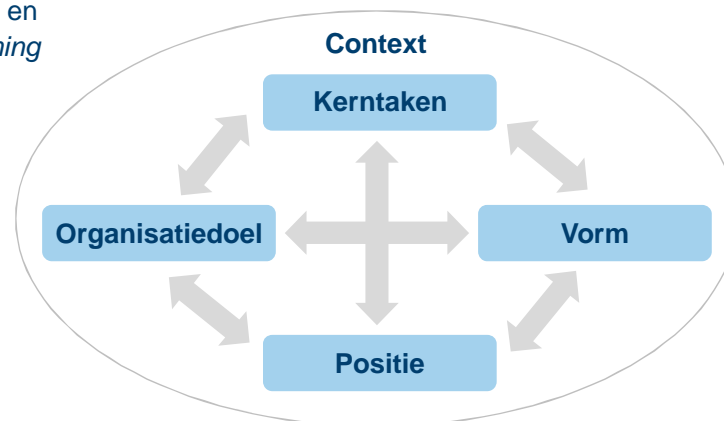 en
Context
Kerntaken
Organisatiedoel
Vorm
Positie